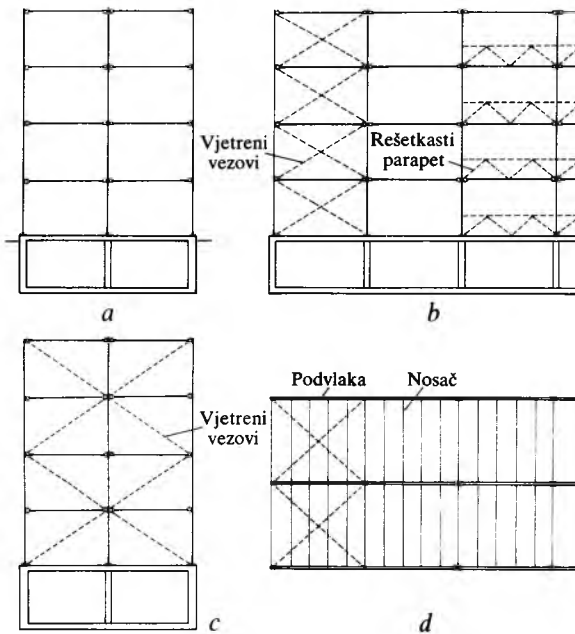 Vjetreni
vezovi
Rešetkasti
parapet
a
b
Vjetreni
vezovi
Podvlaka
Nosač
c
d